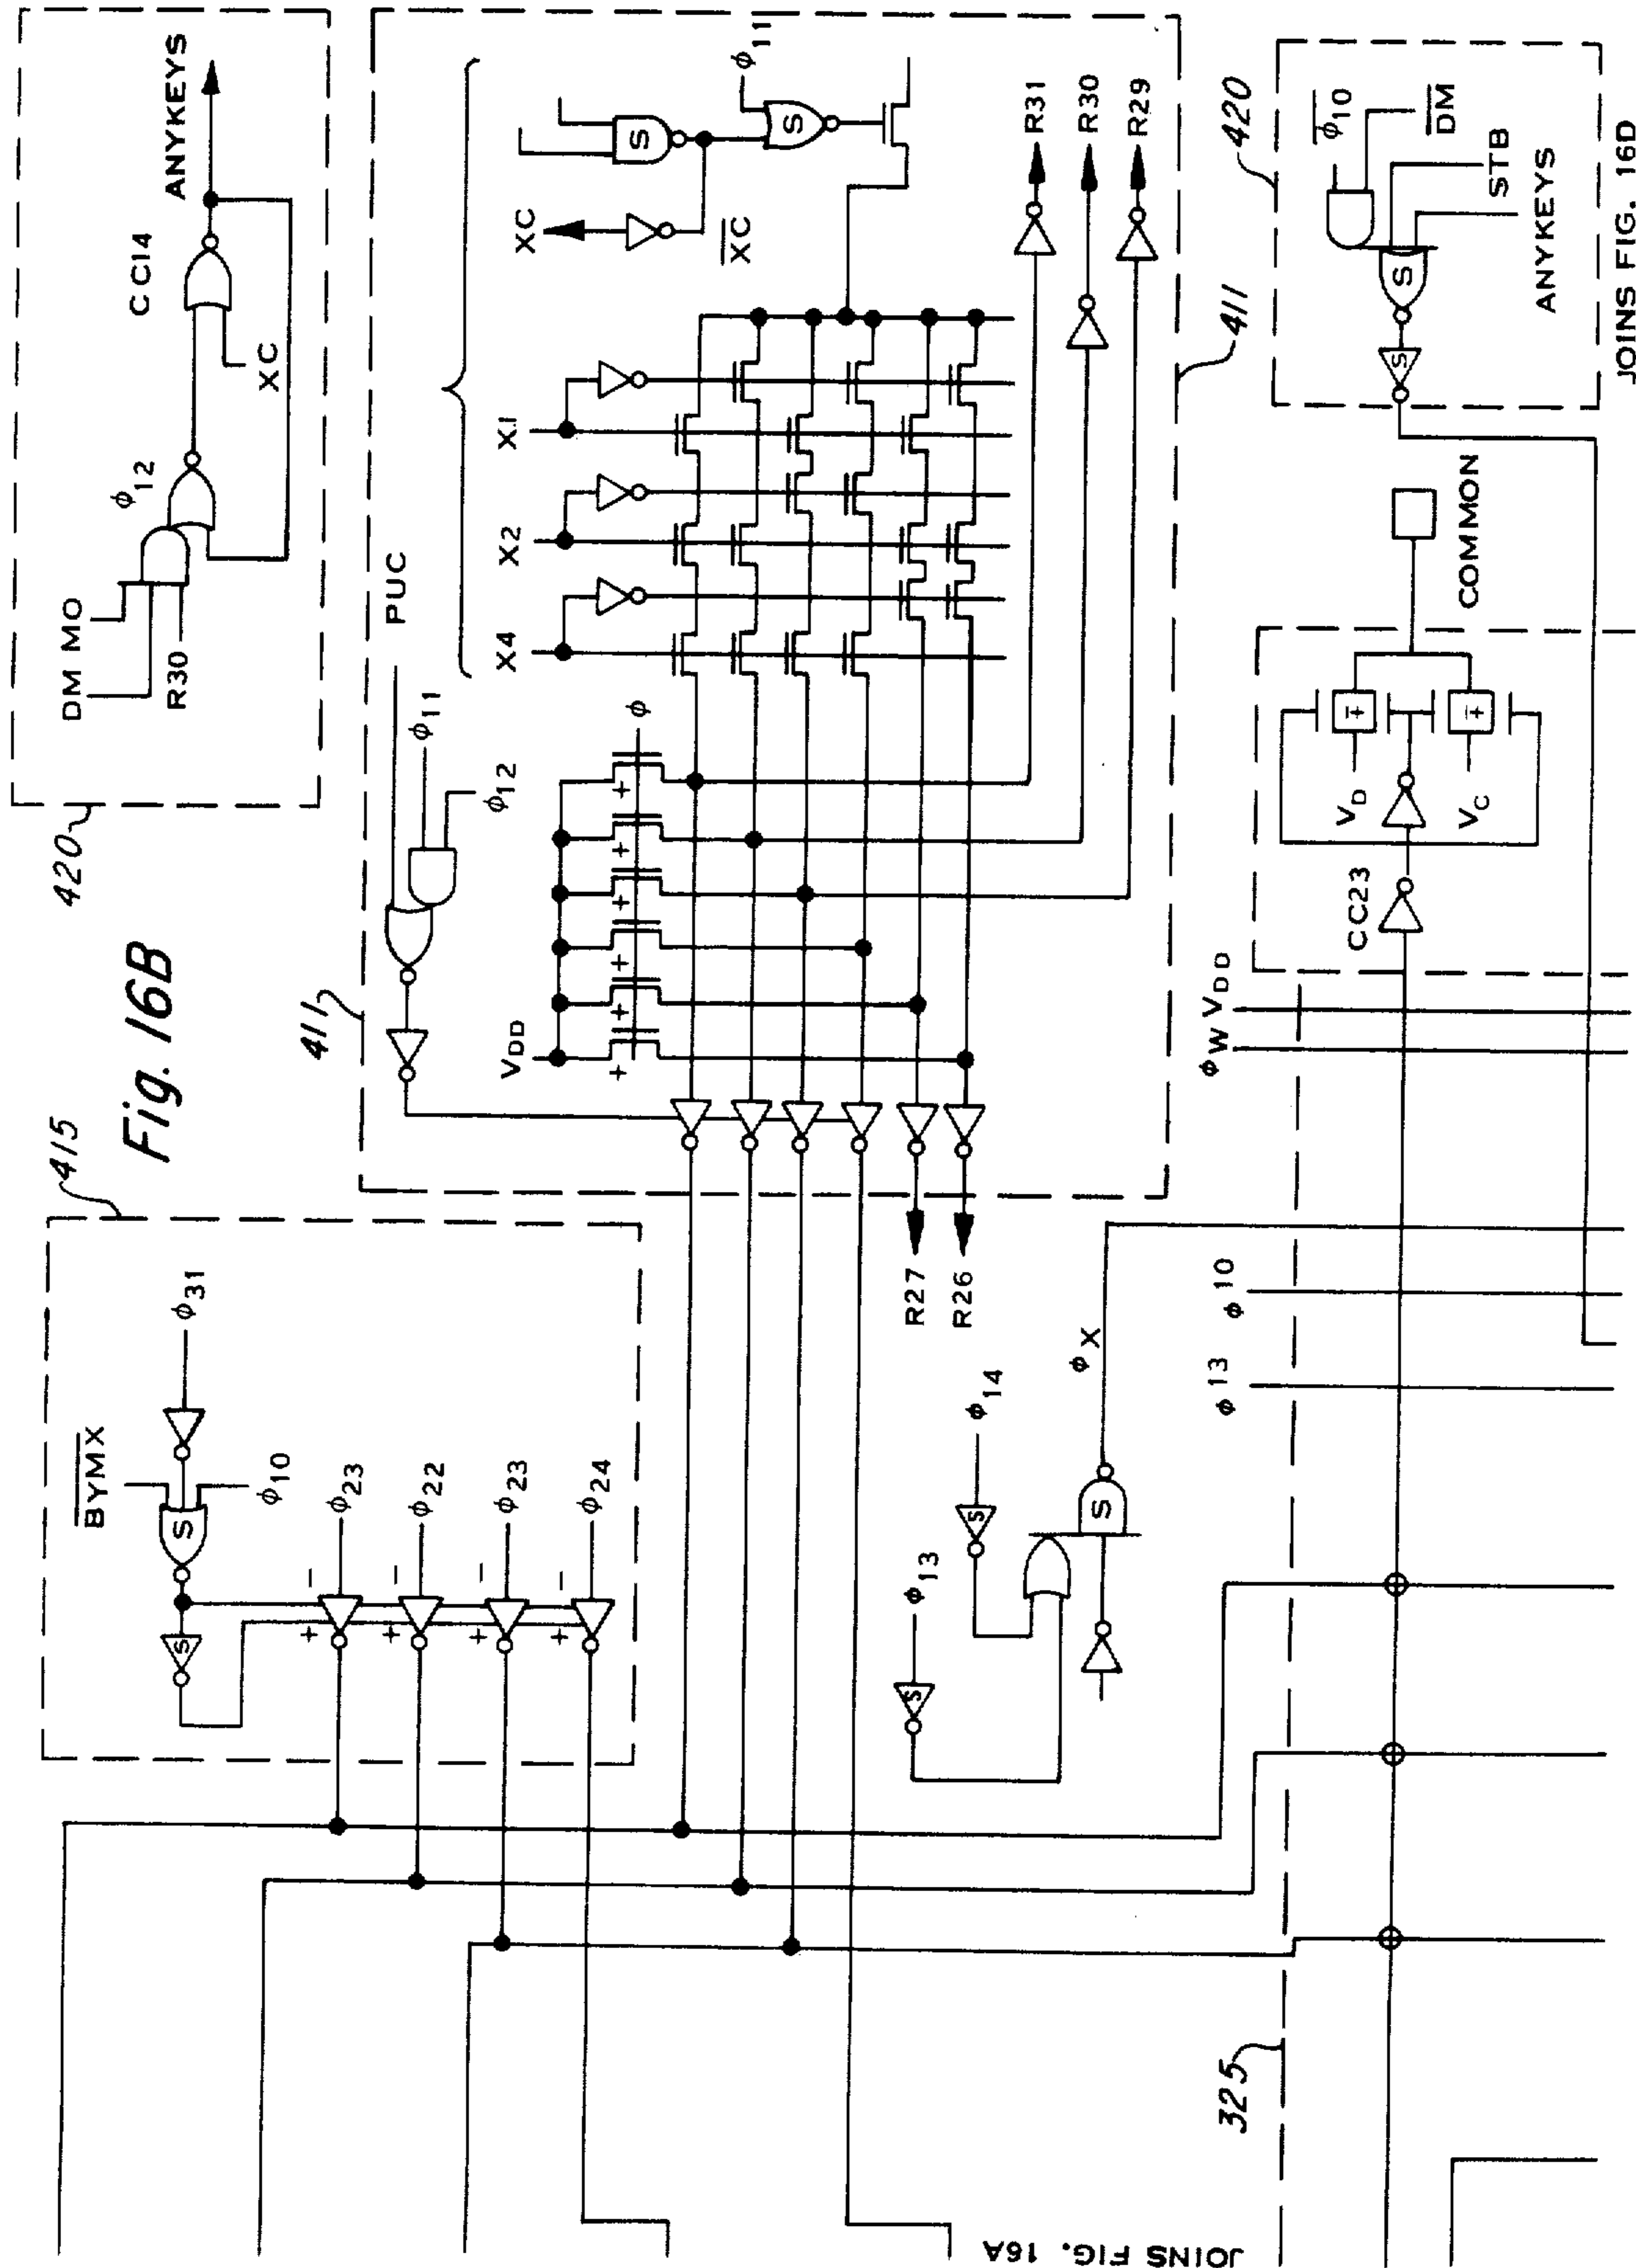 Fig. 16B
415
BYMX
φ31
φ10
φ23
φ22
φ23
φ24
S
S
+ -
+ -
+ -
+ -
420
DM MO
R30
φ12
CC14
XC
ANYKEYS
411
PUC
φ11
φ12
VDD
φ
+
+
+
+
+
+
X4
X2
X1
XC
XC
S
S
φ11
R31
R30
R29
R27
R26
411
φ13
φ14
S
S
S
φX
φ13
φ10
φW
VDD
CC23
VD
VC
+
+
COMMON
420
φ10
DM
STB
ANYKEYS
S
S
325
JOINS FIG. 16A
JOINS FIG. 16D